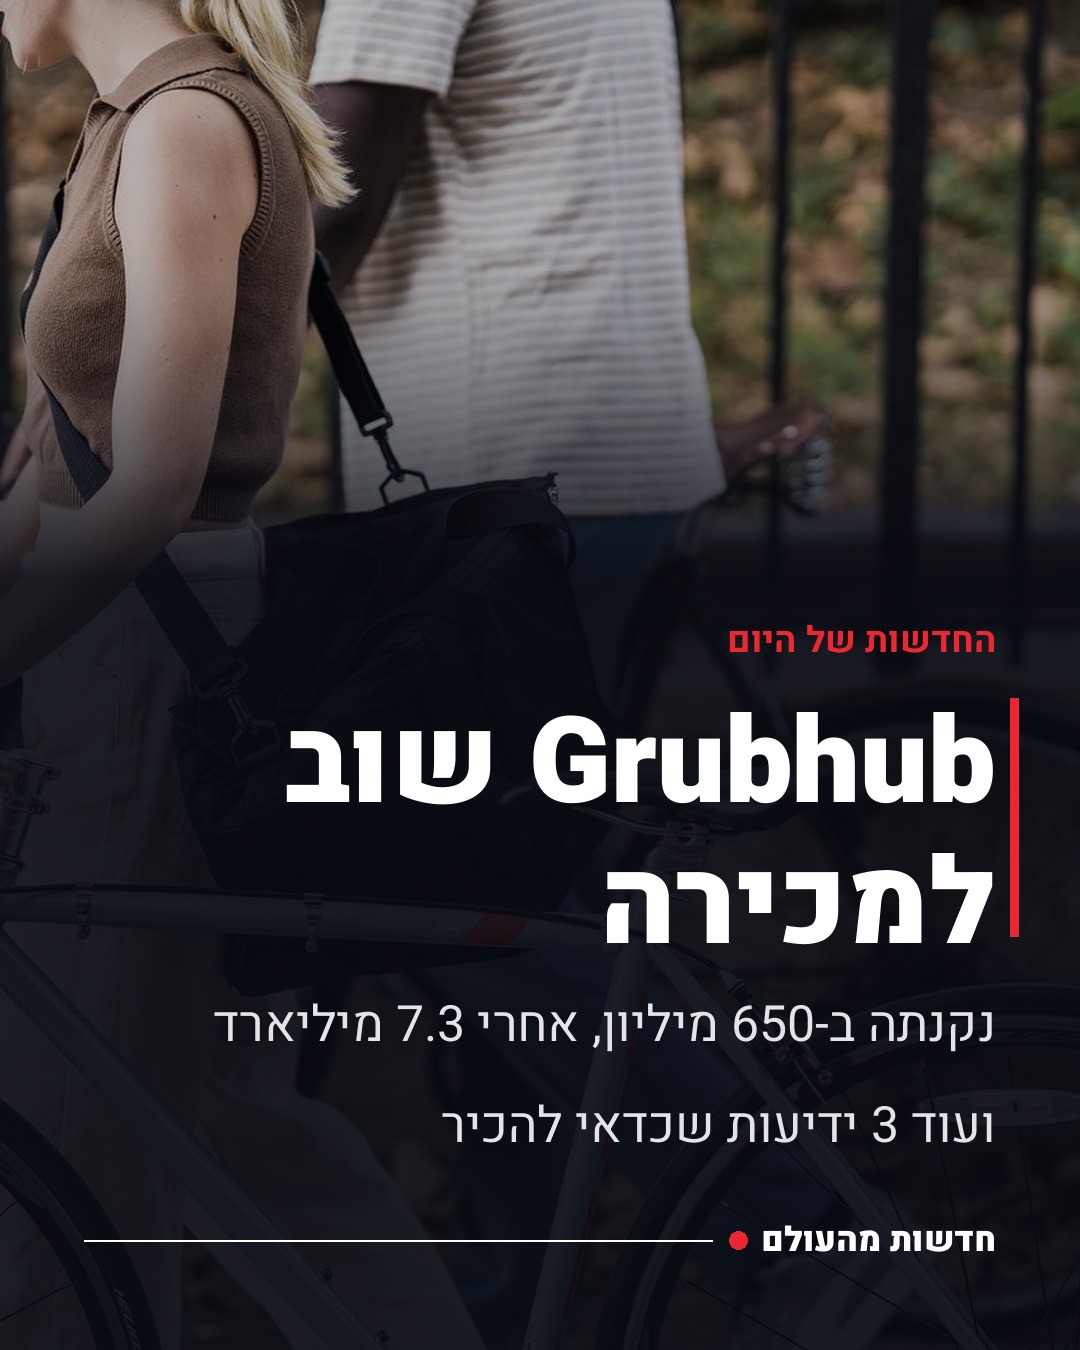 החדשות של היום
Grubhub שוב
למכירה
נקנתה ב-650 מיליון, אחרי 7.3 מיליארד
ועוד 3 ידיעות שכדאי להכיר
חדשות מהעולם